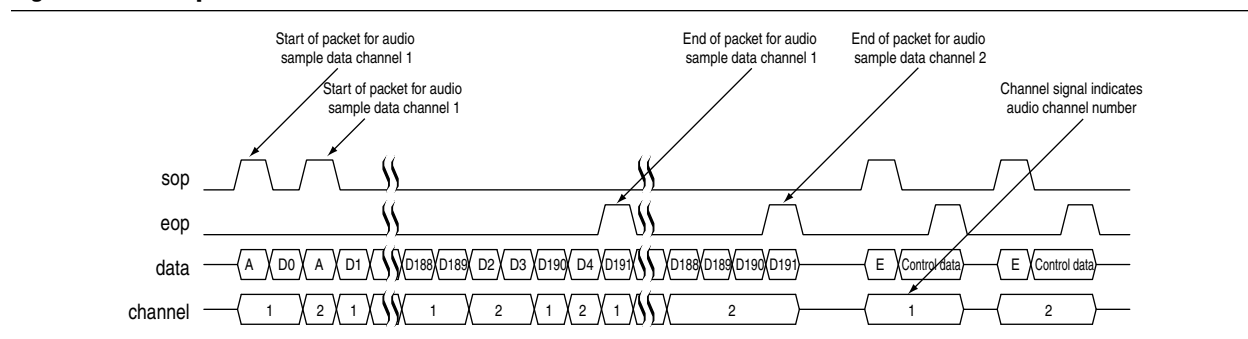 Start of packet for audio
sample data channel 1
End of packet for audio
sample data channel 1
End of packet for audio
sample data channel 2
Start of packet for audio
sample data channel 1
Channel signal indicates
audio channel number
sop
eop
data A D0 A D1 D188 D189 D2 D3 D190 D4 D191 D188 D189 D190 D191 E Control data E Control data
channel 1 2 1 1 2 1 2 1 2 1 2